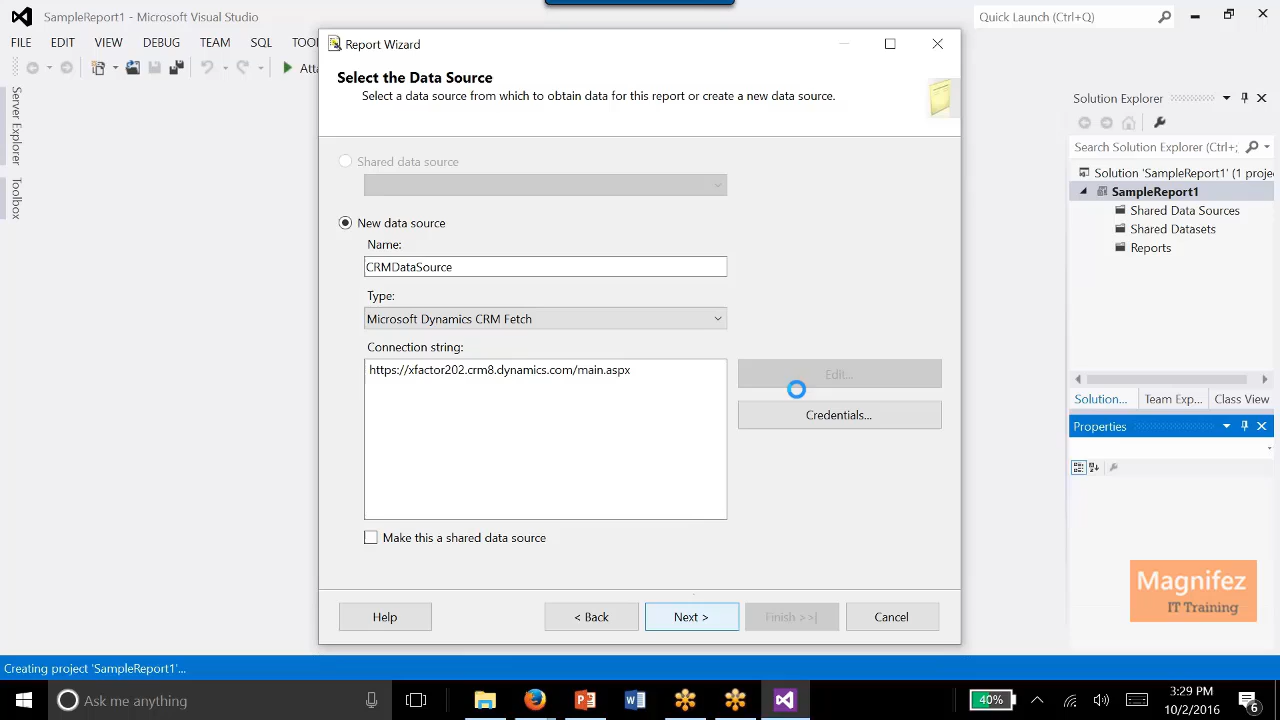 SampleReport1 - Microsoft Visual Studio
Quick Launch (Ctrl+Q)
FILE EDIT VIEW DEBUG TEAM SQL TOO
Atta
Server Explorer
Toolbox
Report Wizard
Select the Data Source
Select a data source from which to obtain data for this report or create a new data source.
Shared data source
New data source
Name:
CRMDataSource
Type:
Microsoft Dynamics CRM Fetch
Connection string:
https://xfactor202.crm8.dynamics.com/main.aspx
Edit...
Credentials...
Make this a shared data source
Help
< Back
Next >
Finish >>|
Cancel
Solution Explorer
Search Solution Explorer (Ctrl+;
Solution 'SampleReport1' (1 proje
SampleReport1
Shared Data Sources
Shared Datasets
Reports
Solution... Team Exp... Class View
Properties
Magnifez
IT Training
Creating project 'SampleReport1'...
Ask me anything
40%
3:29 PM
10/2/2016
6